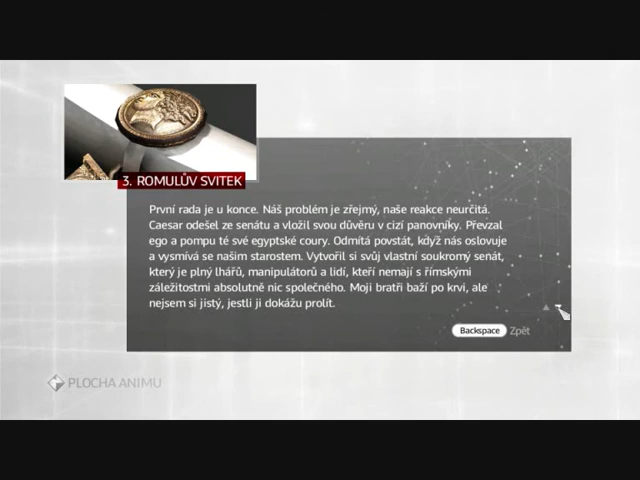 3. ROMULŮV SVITEK
První rada je u konce. Náš problém je zřejmý, naše reakce neurčitá.
Caesar odešel ze senátu a vložil svou důvěru v cizí panovníky. Převzal
ego a pompu té své egyptské coury. Odmítá povstát, když nás oslovuje
a vysmívá se našim starostem. Vytvořil si svůj vlastní soukromý senát,
který je plný lhářů, manipulátorů a lidí, kteří nemají s římskými
záležitostmi absolutně nic společného. Moji bratři baží po krvi, ale
nejsem si jistý, jestli ji dokážu prolít.
Backspace Zpět
PLOCHA ANIMU